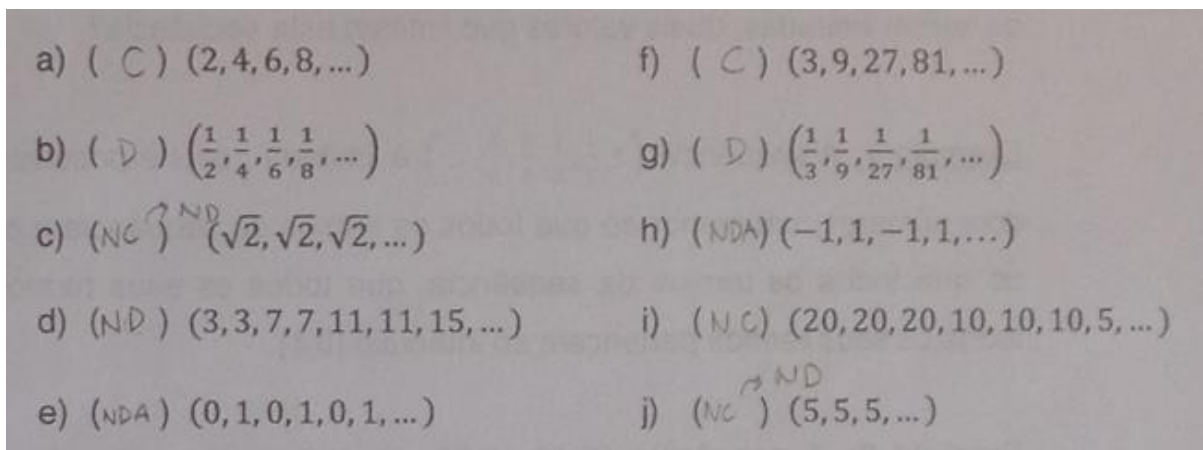 a) ( C ) (2, 4, 6, 8, ... )
b) ( D ) (1/2, 1/4, 1/6, 1/8, ... )
c) (NC ) → ND (√2, √2, √2, ... )
d) (ND ) (3, 3, 7, 7, 11, 11, 15, ... )
e) (NDA ) (0, 1, 0, 1, 0, 1, ... )
f) ( C ) (3, 9, 27, 81, ... )
g) ( D ) (1/3, 1/9, 1/27, 1/81, ... )
h) (NDA) (−1, 1, −1, 1, ... )
i) (N.C) (20, 20, 20, 10, 10, 10, 5, ... )
j) (NC ) → ND (5, 5, 5, ... )